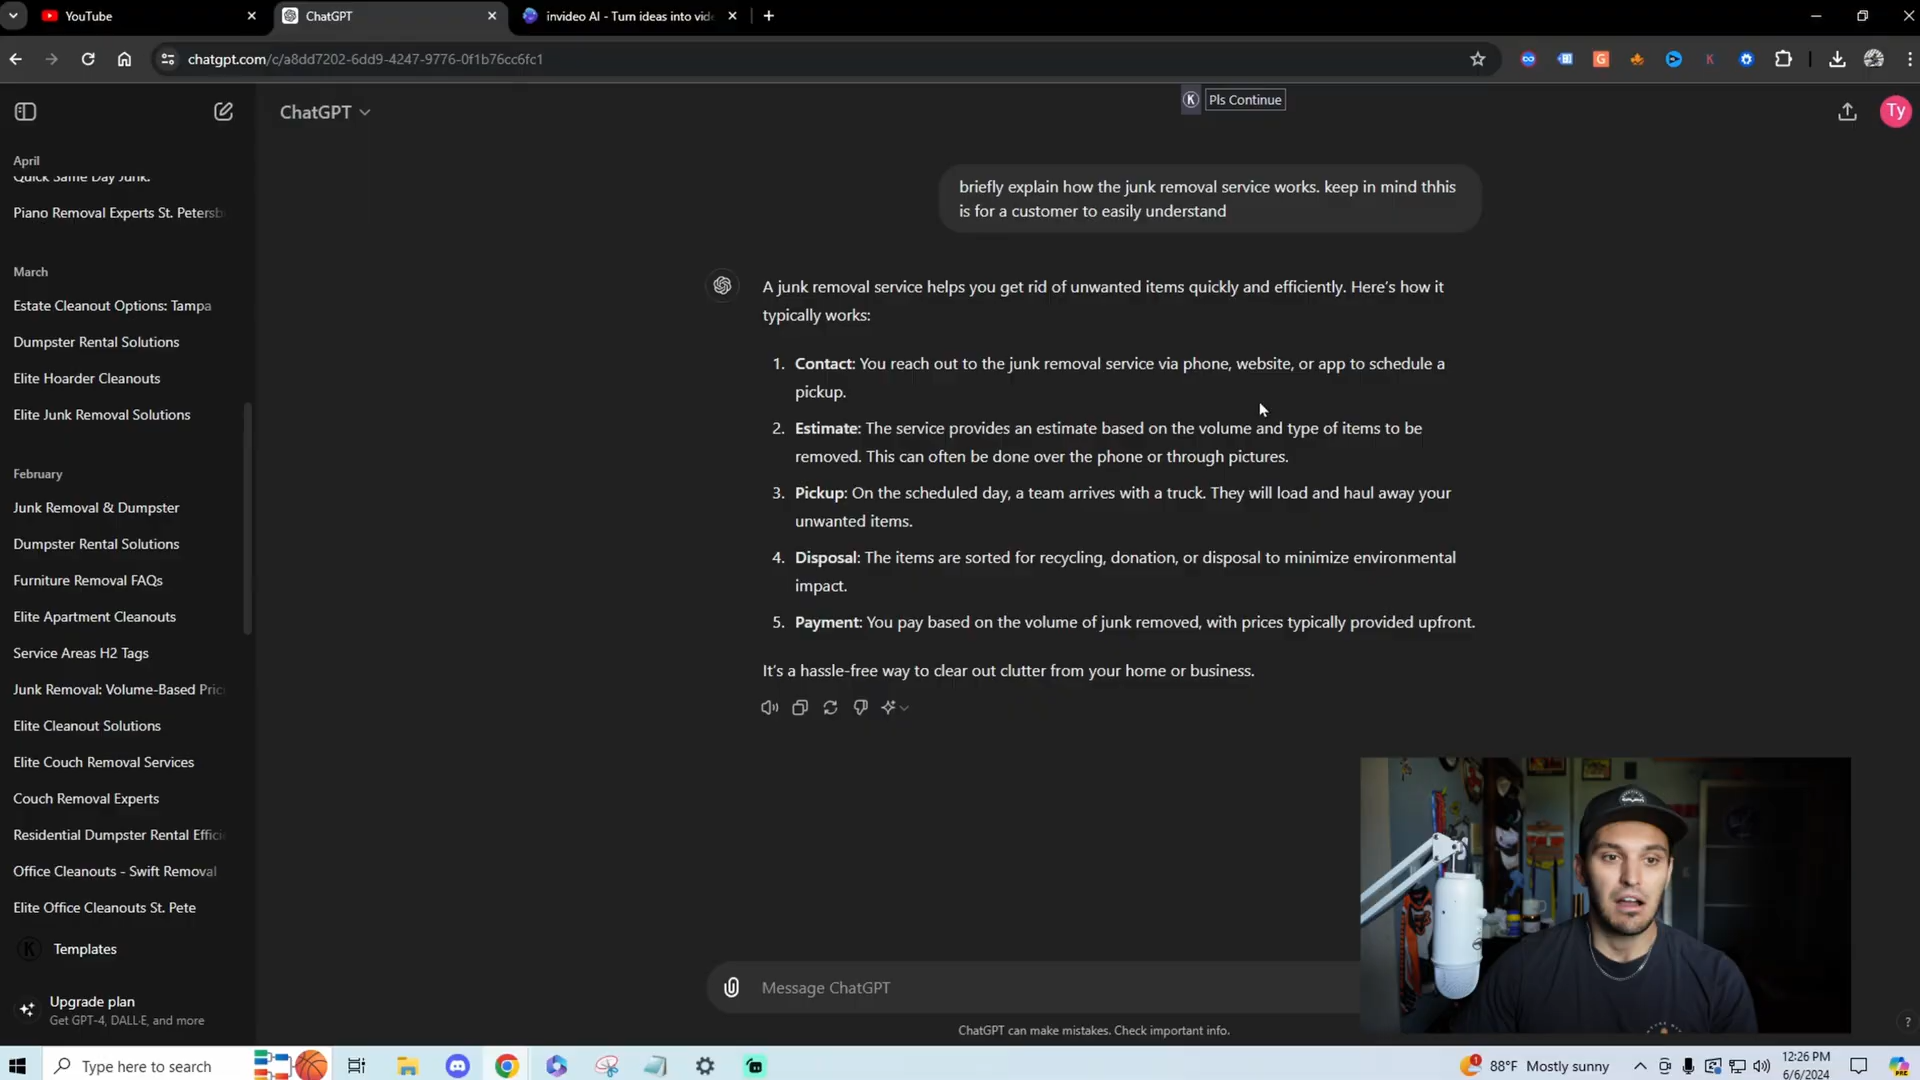 YouTube
ChatGPT
invideo AI - Turn ideas into vid
chatgpt.com/c/a8dd7202-6dd9-4247-9776-0f1b76cc6fc1
ChatGPT
K Pls Continue
Ty
April
Quick Same Day Junk.
Piano Removal Experts St. Petersb
March
Estate Cleanout Options: Tampa
Dumpster Rental Solutions
Elite Hoarder Cleanouts
Elite Junk Removal Solutions
February
Junk Removal & Dumpster
Dumpster Rental Solutions
Furniture Removal FAQs
Elite Apartment Cleanouts
Service Areas H2 Tags
Junk Removal: Volume-Based Pric
Elite Cleanout Solutions
Elite Couch Removal Services
Couch Removal Experts
Residential Dumpster Rental Effici
Office Cleanouts - Swift Removal
Elite Office Cleanouts St. Pete
K Templates
Upgrade plan
Get GPT-4, DALL·E, and more
briefly explain how the junk removal service works. keep in mind thhis
is for a customer to easily understand
A junk removal service helps you get rid of unwanted items quickly and efficiently. Here's how it
typically works:
1. Contact: You reach out to the junk removal service via phone, website, or app to schedule a
pickup.
2. Estimate: The service provides an estimate based on the volume and type of items to be
removed. This can often be done over the phone or through pictures.
3. Pickup: On the scheduled day, a team arrives with a truck. They will load and haul away your
unwanted items.
4. Disposal: The items are sorted for recycling, donation, or disposal to minimize environmental
impact.
5. Payment: You pay based on the volume of junk removed, with prices typically provided upfront.
It's a hassle-free way to clear out clutter from your home or business.
Message ChatGPT
ChatGPT can make mistakes. Check important info.
?
Type here to search
1
88°F Mostly sunny
12:26 PM
6/6/2024